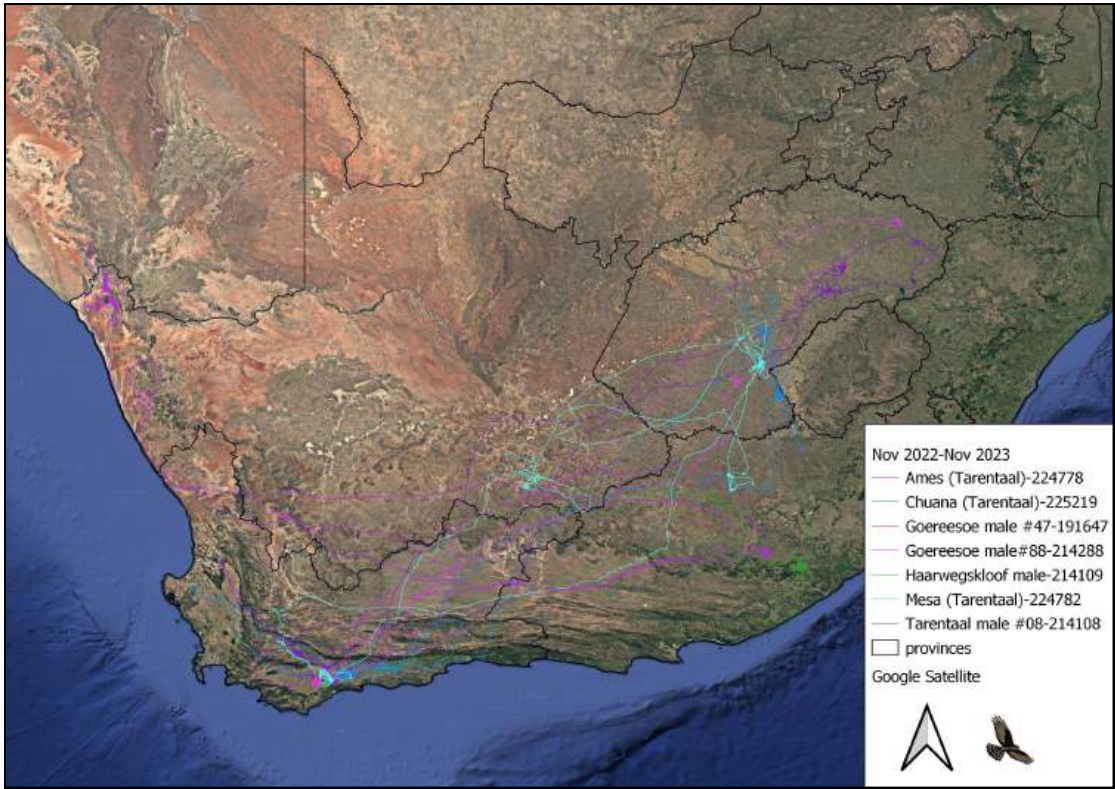 Nov 2022-Nov 2023
Ames (Tarentaal)-224778
Chuana (Tarentaal)-225219
Goereesoe male #47-191647
Goereesoe male#88-214288
Haarwegskloof male-214109
Mesa (Tarentaal)-224782
Tarentaal male #08-214108
provinces
Google Satellite